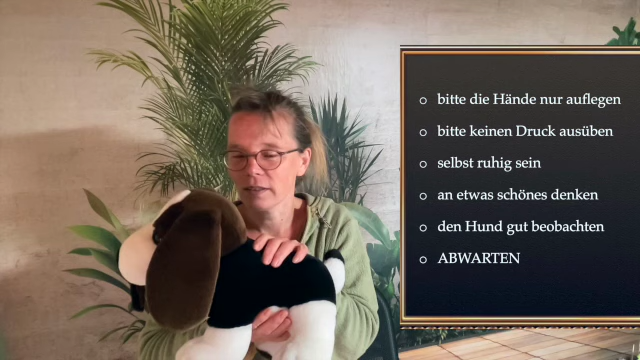 bitte die Hände nur auflegen
bitte keinen Druck ausüben
selbst ruhig sein
an etwas schönes denken
den Hund gut beobachten
ABWARTEN